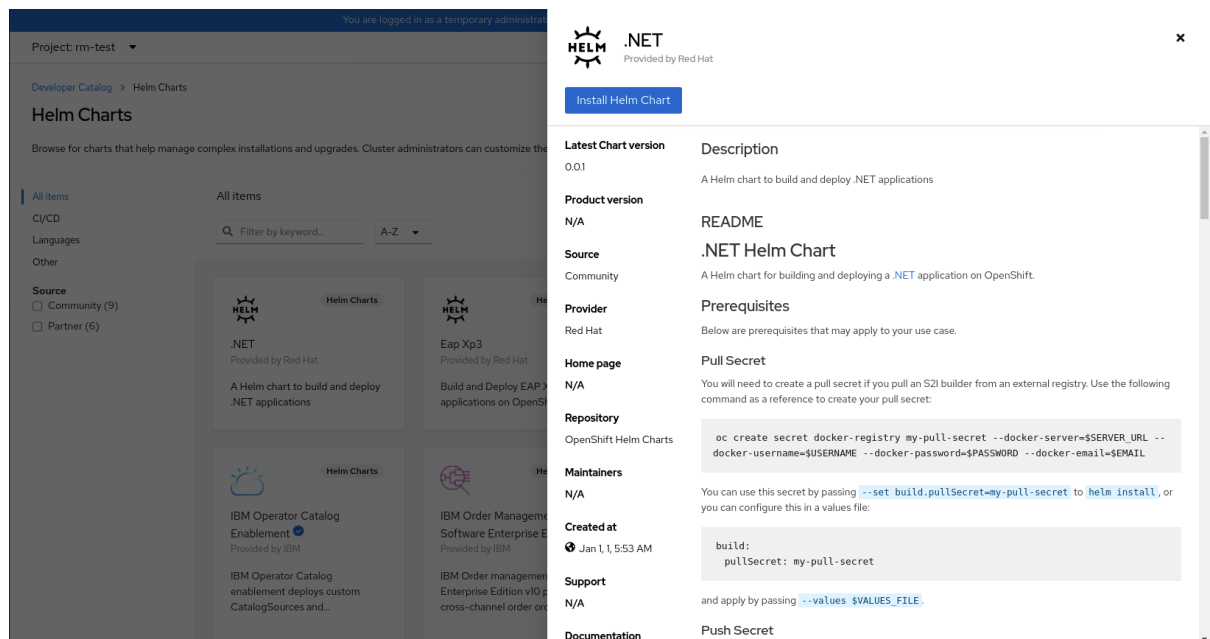 You are logged in as a temporary administrat
Project: rm-test
Developer Catalog > Helm Charts
Helm Charts
Browse for charts that help manage complex installations and upgrades. Cluster administrators can customize the
All items
CI/CD
Languages
Other
Source
Community (9)
Partner (6)
All items
Filter by keyword...
A-Z
HELM
Helm Charts
.NET
Provided by Red Hat
A Helm chart to build and deploy
.NET applications
HELM
He
Eap Xp3
Provided by Red Hat
Build and Deploy EAP X
applications on OpenSh
Helm Charts
IBM Operator Catalog
Enablement
Provided by IBM
IBM Operator Catalog
enablement deploys custom
CatalogSources and...
He
IBM Order Manageme
Software Enterprise E
Provided by IBM
IBM Order managemen
Enterprise Edition v10 p
cross-channel order orc
HELM
.NET
Provided by Red Hat
Install Helm Chart
Latest Chart version
0.0.1
Product version
N/A
Source
Community
Provider
Red Hat
Home page
N/A
Repository
OpenShift Helm Charts
Maintainers
N/A
Created at
Jan 1, 1, 5:53 AM
Support
N/A
Documentation
Description
A Helm chart to build and deploy .NET applications
README
.NET Helm Chart
A Helm chart for building and deploying a .NET application on OpenShift.
Prerequisites
Below are prerequisites that may apply to your use case.
Pull Secret
You will need to create a pull secret if you pull an S2I builder from an external registry. Use the following
command as a reference to create your pull secret:
oc create secret docker-registry my-pull-secret --docker-server=$SERVER_URL --
docker-username=$USERNAME --docker-password=$PASSWORD --docker-email=$EMAIL
You can use this secret by passing --set build.pullSecret=my-pull-secret to helm install, or
you can configure this in a values file:
build:
pullSecret: my-pull-secret
and apply by passing --values $VALUES_FILE.
Push Secret